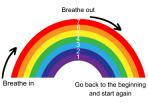 Breathe out
Breathe in
Go back to the beginning
and start again